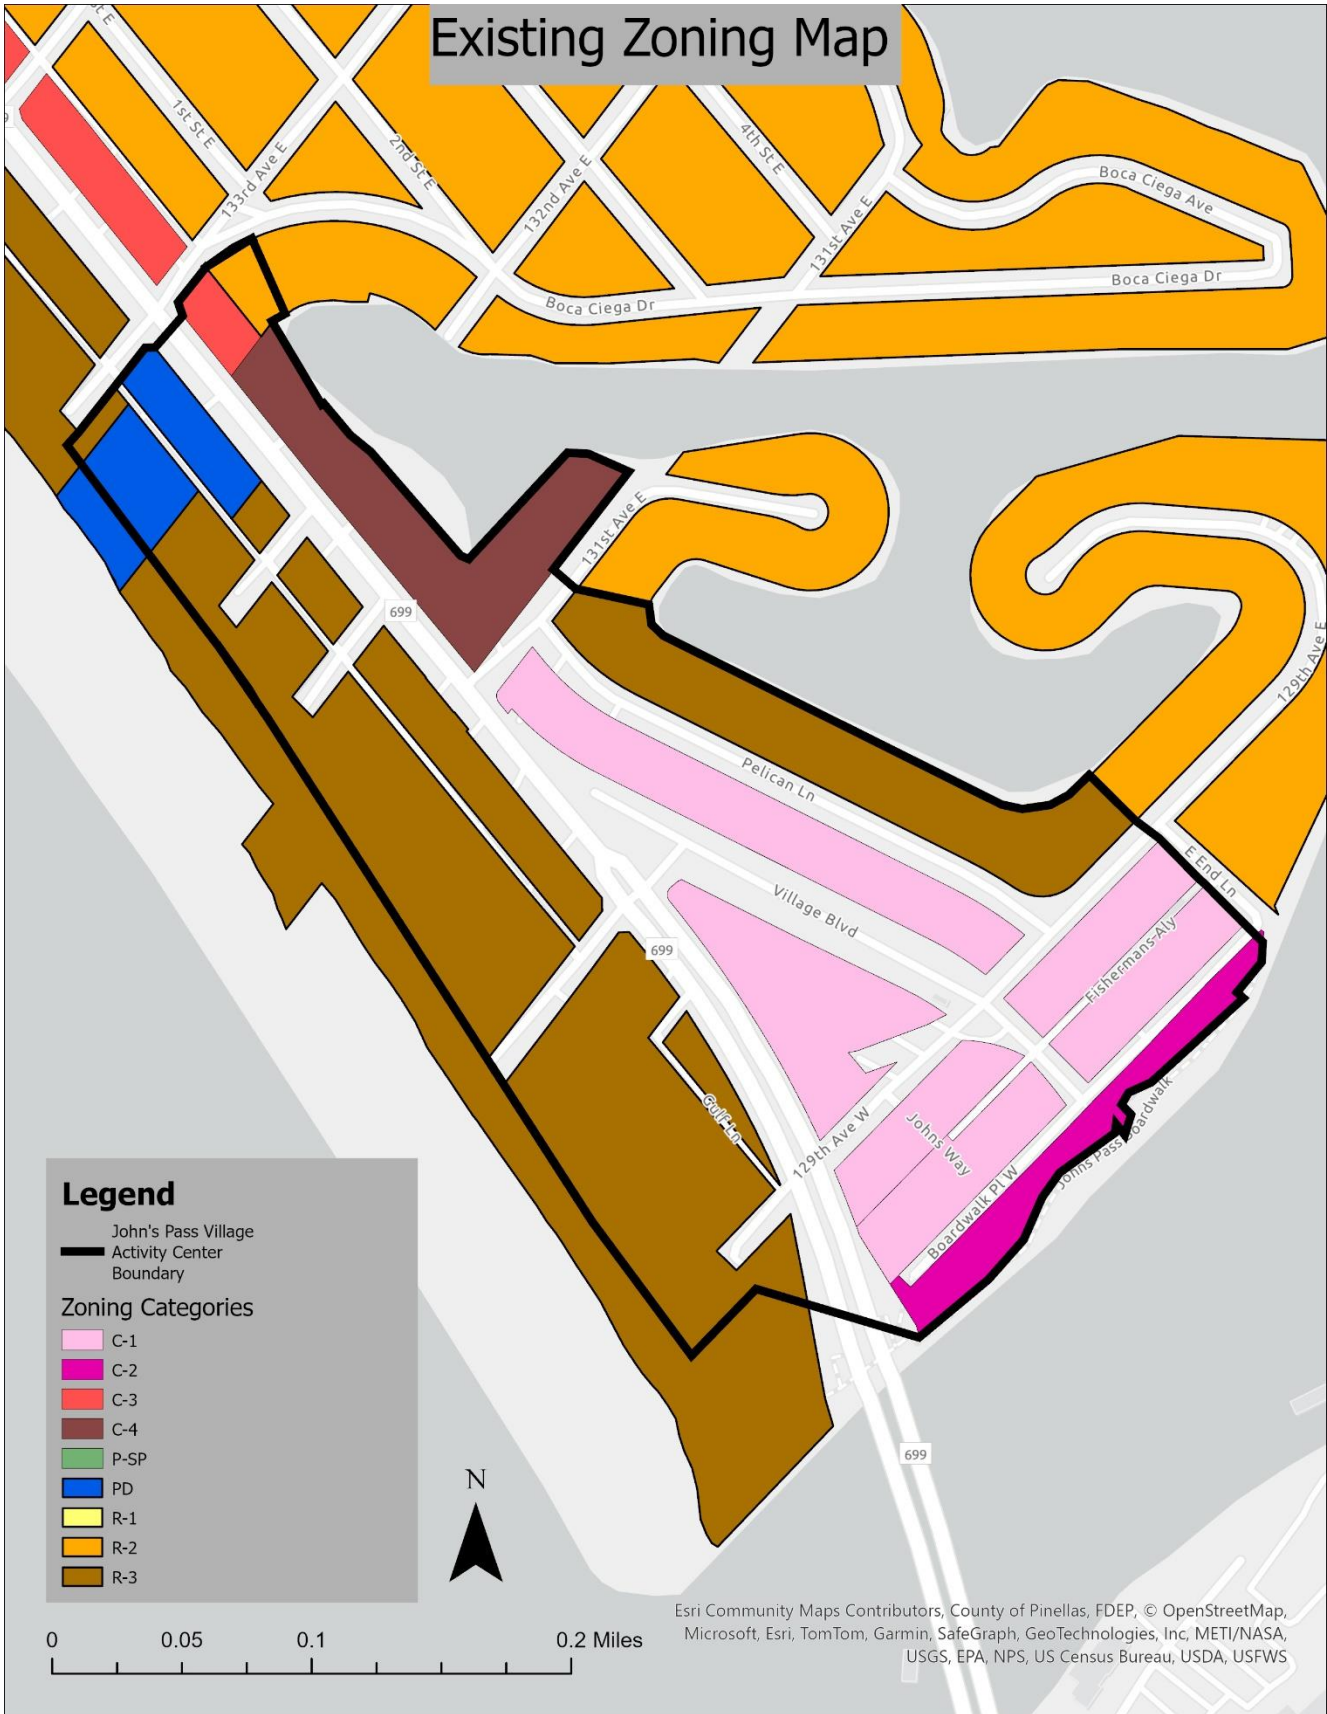 Existing Zoning Map
st E
9
1st St E
133rd Ave E
2nd St E
132nd Ave E
4th St E
131st Ave E
Boca Ciega Ave
Boca Ciega Dr
Boca Ciega Dr
131st Ave E
699
129th Ave E
Pelican Ln
E End Ln
Village Blvd
Fishermans-Aly
699
Gulf Ln
129th Ave W
Johns Way
Johns Pass Boardwalk
Boardwalk Pl W
699
Legend
John's Pass Village
Activity Center
Boundary
Zoning Categories
C-1
C-2
C-3
C-4
P-SP
PD
R-1
R-2
R-3
N
0 0.05 0.1 0.2 Miles
Esri Community Maps Contributors, County of Pinellas, FDEP, © OpenStreetMap,
Microsoft, Esri, TomTom, Garmin, SafeGraph, GeoTechnologies, Inc, METI/NASA,
USGS, EPA, NPS, US Census Bureau, USDA, USFWS